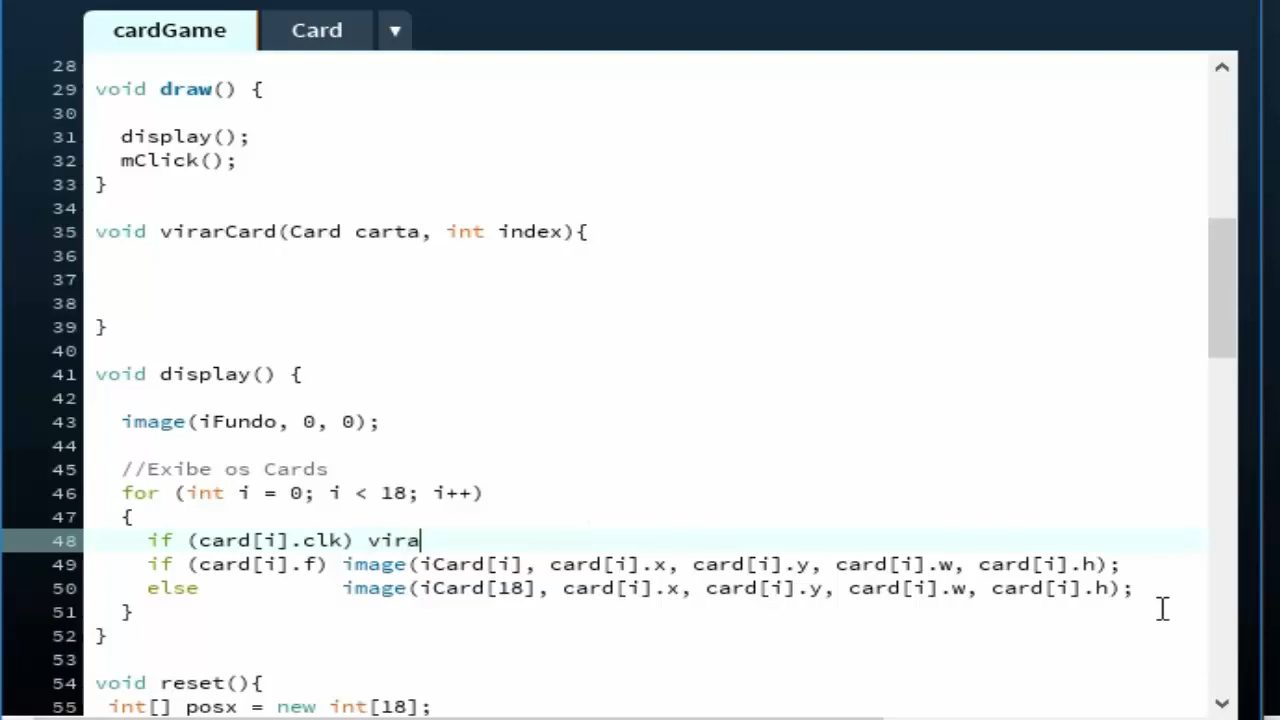 cardGame Card ▼
28
29 void draw() {
30
31 display();
32 mClick();
33 }
34
35 void virarCard(Card carta, int index){
36
37
38
39 }
40
41 void display() {
42
43 image(iFundo, 0, 0);
44
45 //Exibe os Cards
46 for (int i = 0; i < 18; i++)
47 {
48 if (card[i].clk) vira
49 if (card[i].f) image(iCard[i], card[i].x, card[i].y, card[i].w, card[i].h);
50 else image(iCard[18], card[i].x, card[i].y, card[i].w, card[i].h);
51 }
52 }
53
54 void reset(){
55 int[] posx = new int[18];